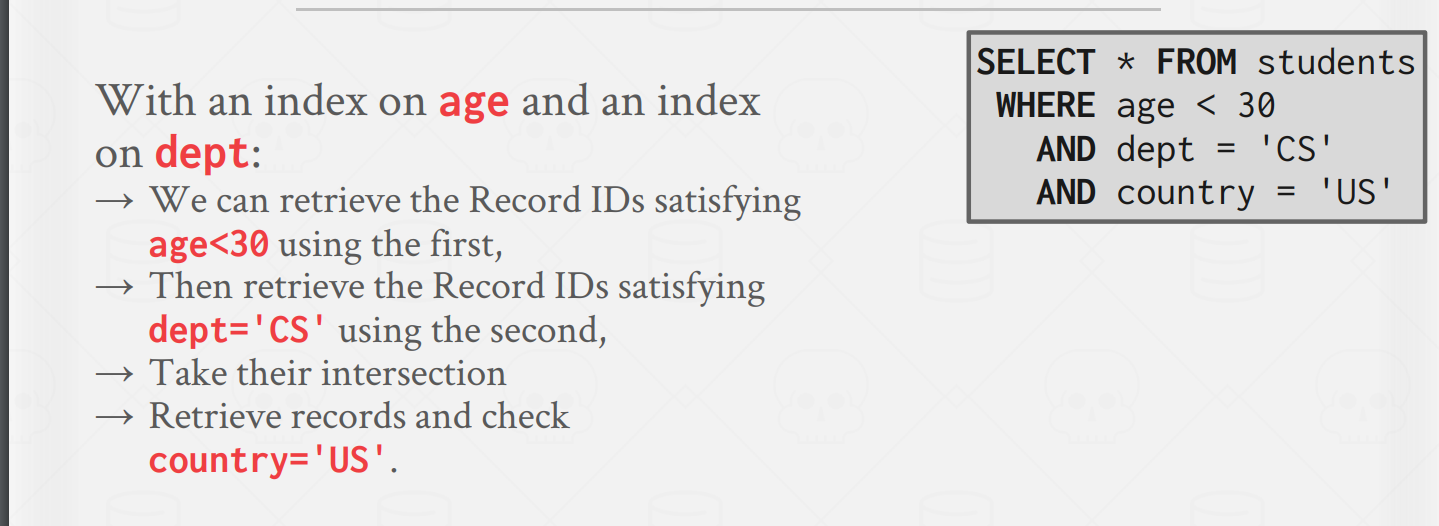 With an index on age and an index
on dept:
→ We can retrieve the Record IDs satisfying
age<30 using the first,
→ Then retrieve the Record IDs satisfying
dept='CS' using the second,
→ Take their intersection
→ Retrieve records and check
country='US'.
SELECT * FROM students
WHERE age < 30
AND dept = 'CS'
AND country = 'US'